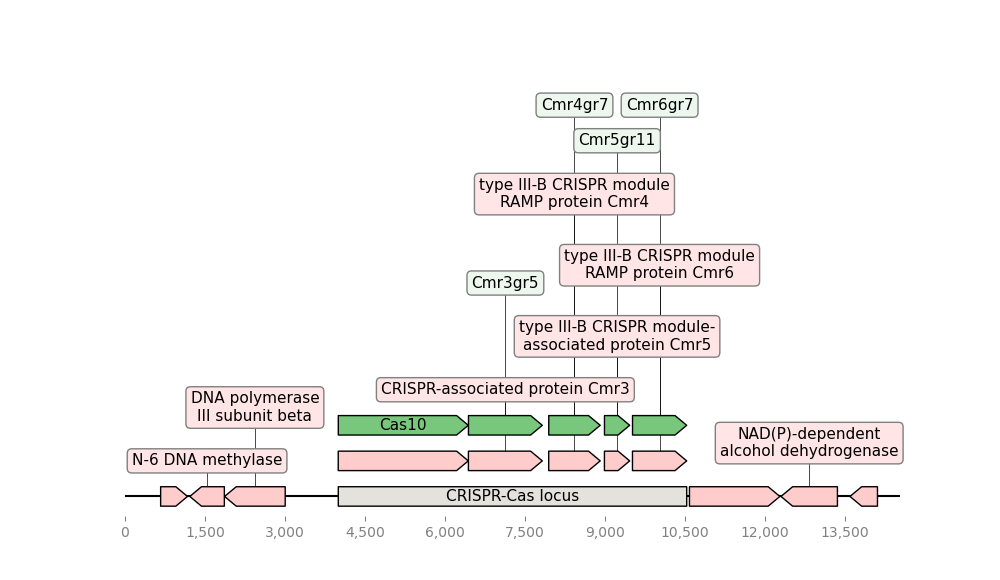 Cmr4gr7 Cmr6gr7
Cmr5gr11
type III-B CRISPR module
RAMP protein Cmr4
type III-B CRISPR module
RAMP protein Cmr6
Cmr3gr5
type III-B CRISPR module-
associated protein Cmr5
CRISPR-associated protein Cmr3
DNA polymerase
III subunit beta
Cas10
NAD(P)-dependent
alcohol dehydrogenase
N-6 DNA methylase
CRISPR-Cas locus
0 1,500 3,000 4,500 6,000 7,500 9,000 10,500 12,000 13,500